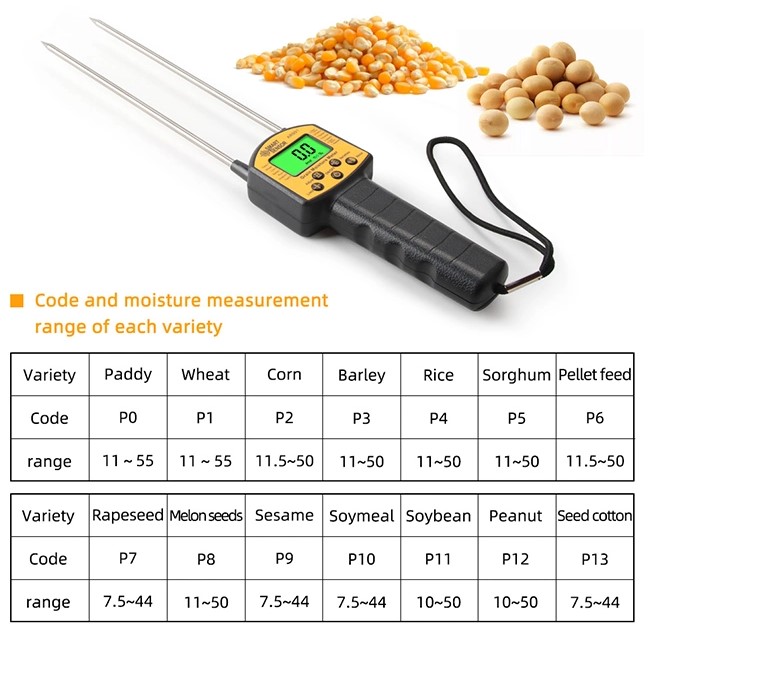 SMART SENSOR
0.0
Code and moisture measurement
range of each variety
Variety Paddy Wheat Corn Barley Rice Sorghum Pellet feed
Code P0 P1 P2 P3 P4 P5 P6
range 11 ~ 55 11 ~ 55 11.5~50 11~50 11~50 11~50 11.5~50
Variety Rapeseed Melon seeds Sesame Soymeal Soybean Peanut Seed cotton
Code P7 P8 P9 P10 P11 P12 P13
range 7.5~44 11~50 7.5~44 7.5~44 10~50 10~50 7.5~44